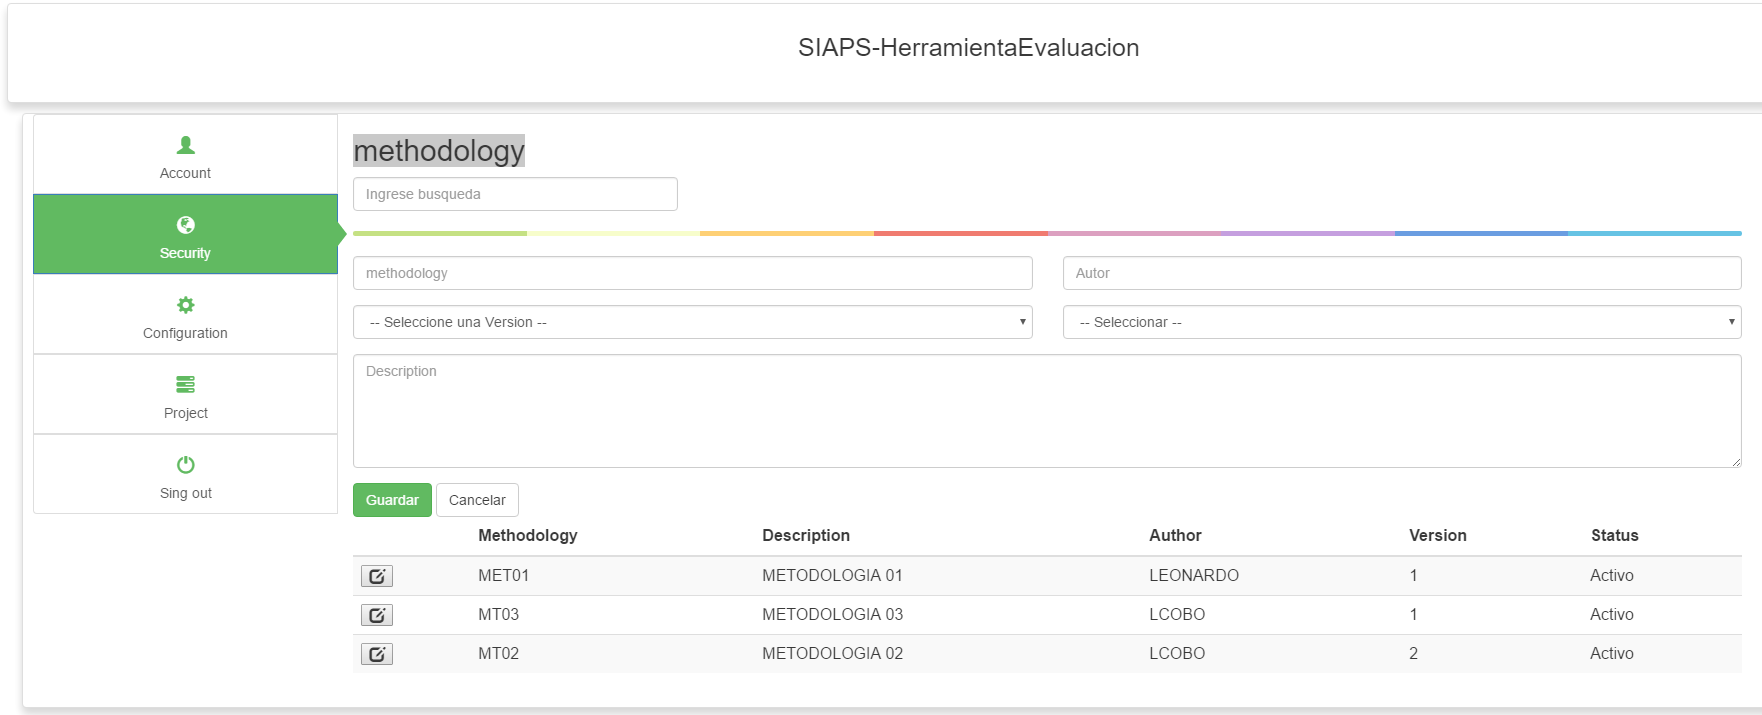 SIAPS-HerramientaEvaluacion
Account
Security
Configuration
Project
Sing out
methodology
Ingrese busqueda
methodology Autor
-- Seleccione una Version -- -- Seleccionar --
Description
Guardar Cancelar
Methodology Description Author Version Status
MET01 METODOLOGIA 01 LEONARDO 1 Activo
MT03 METODOLOGIA 03 LCOBO 1 Activo
MT02 METODOLOGIA 02 LCOBO 2 Activo